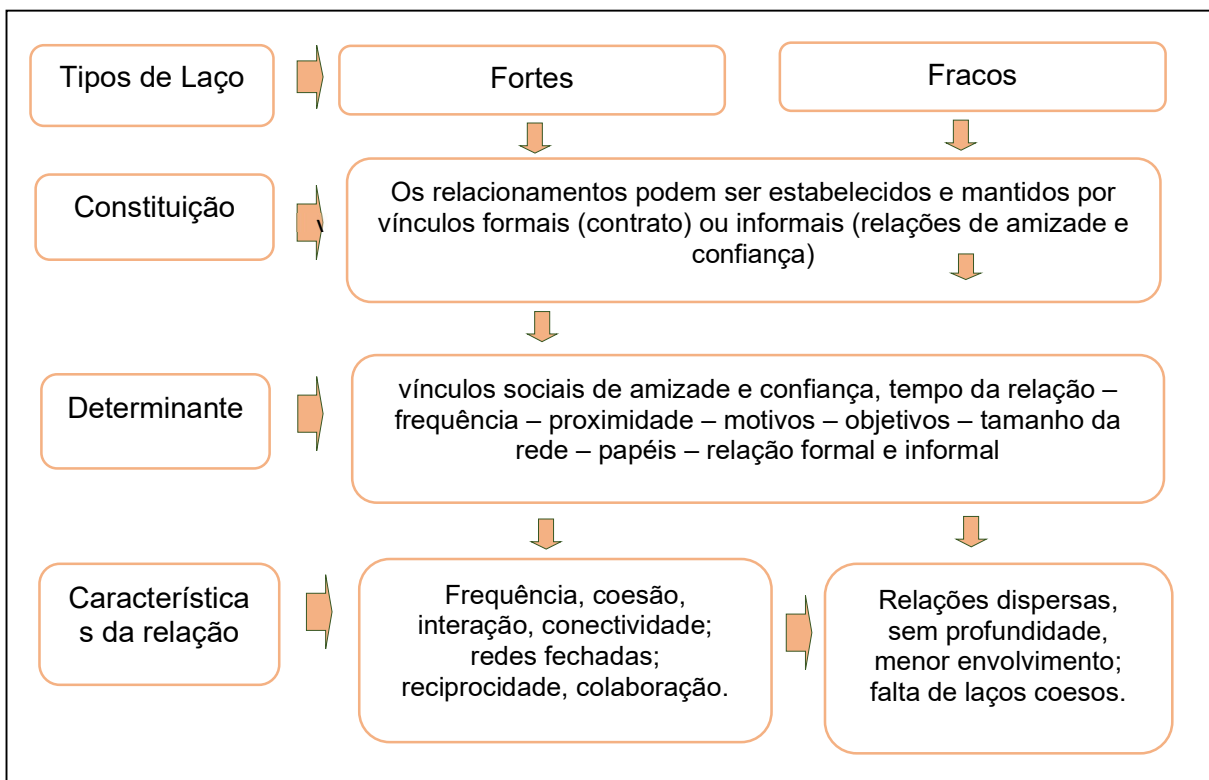 Tipos de Laço
Fortes
Fracos
Constituição
\
Os relacionamentos podem ser estabelecidos e mantidos por
vínculos formais (contrato) ou informais (relações de amizade e
confiança)
Determinante
vínculos sociais de amizade e confiança, tempo da relação –
frequência – proximidade – motivos – objetivos – tamanho da
rede – papéis – relação formal e informal
Característica
s da relação
Frequência, coesão,
interação, conectividade;
redes fechadas;
reciprocidade, colaboração.
Relações dispersas,
sem profundidade,
menor envolvimento;
falta de laços coesos.